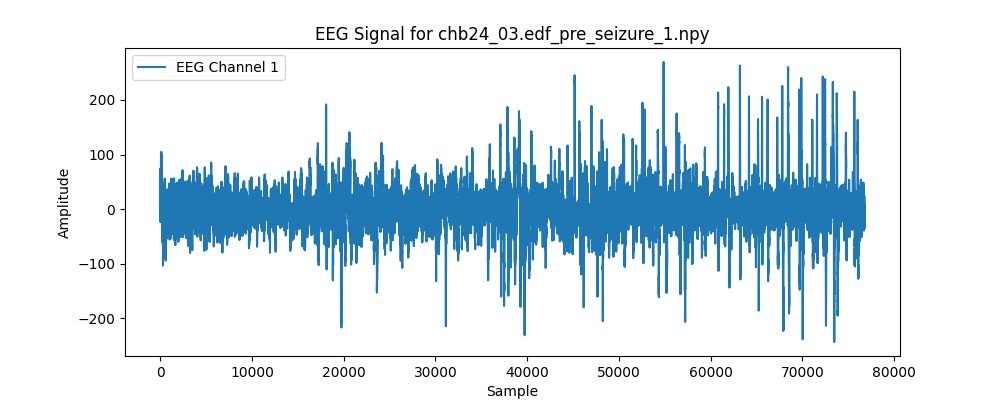 EEG Signal for chb24_03.edf_pre_seizure_1.npy
EEG Channel 1
200
100
0
−100
−200
Amplitude
0 10000 20000 30000 40000 50000 60000 70000 80000
Sample